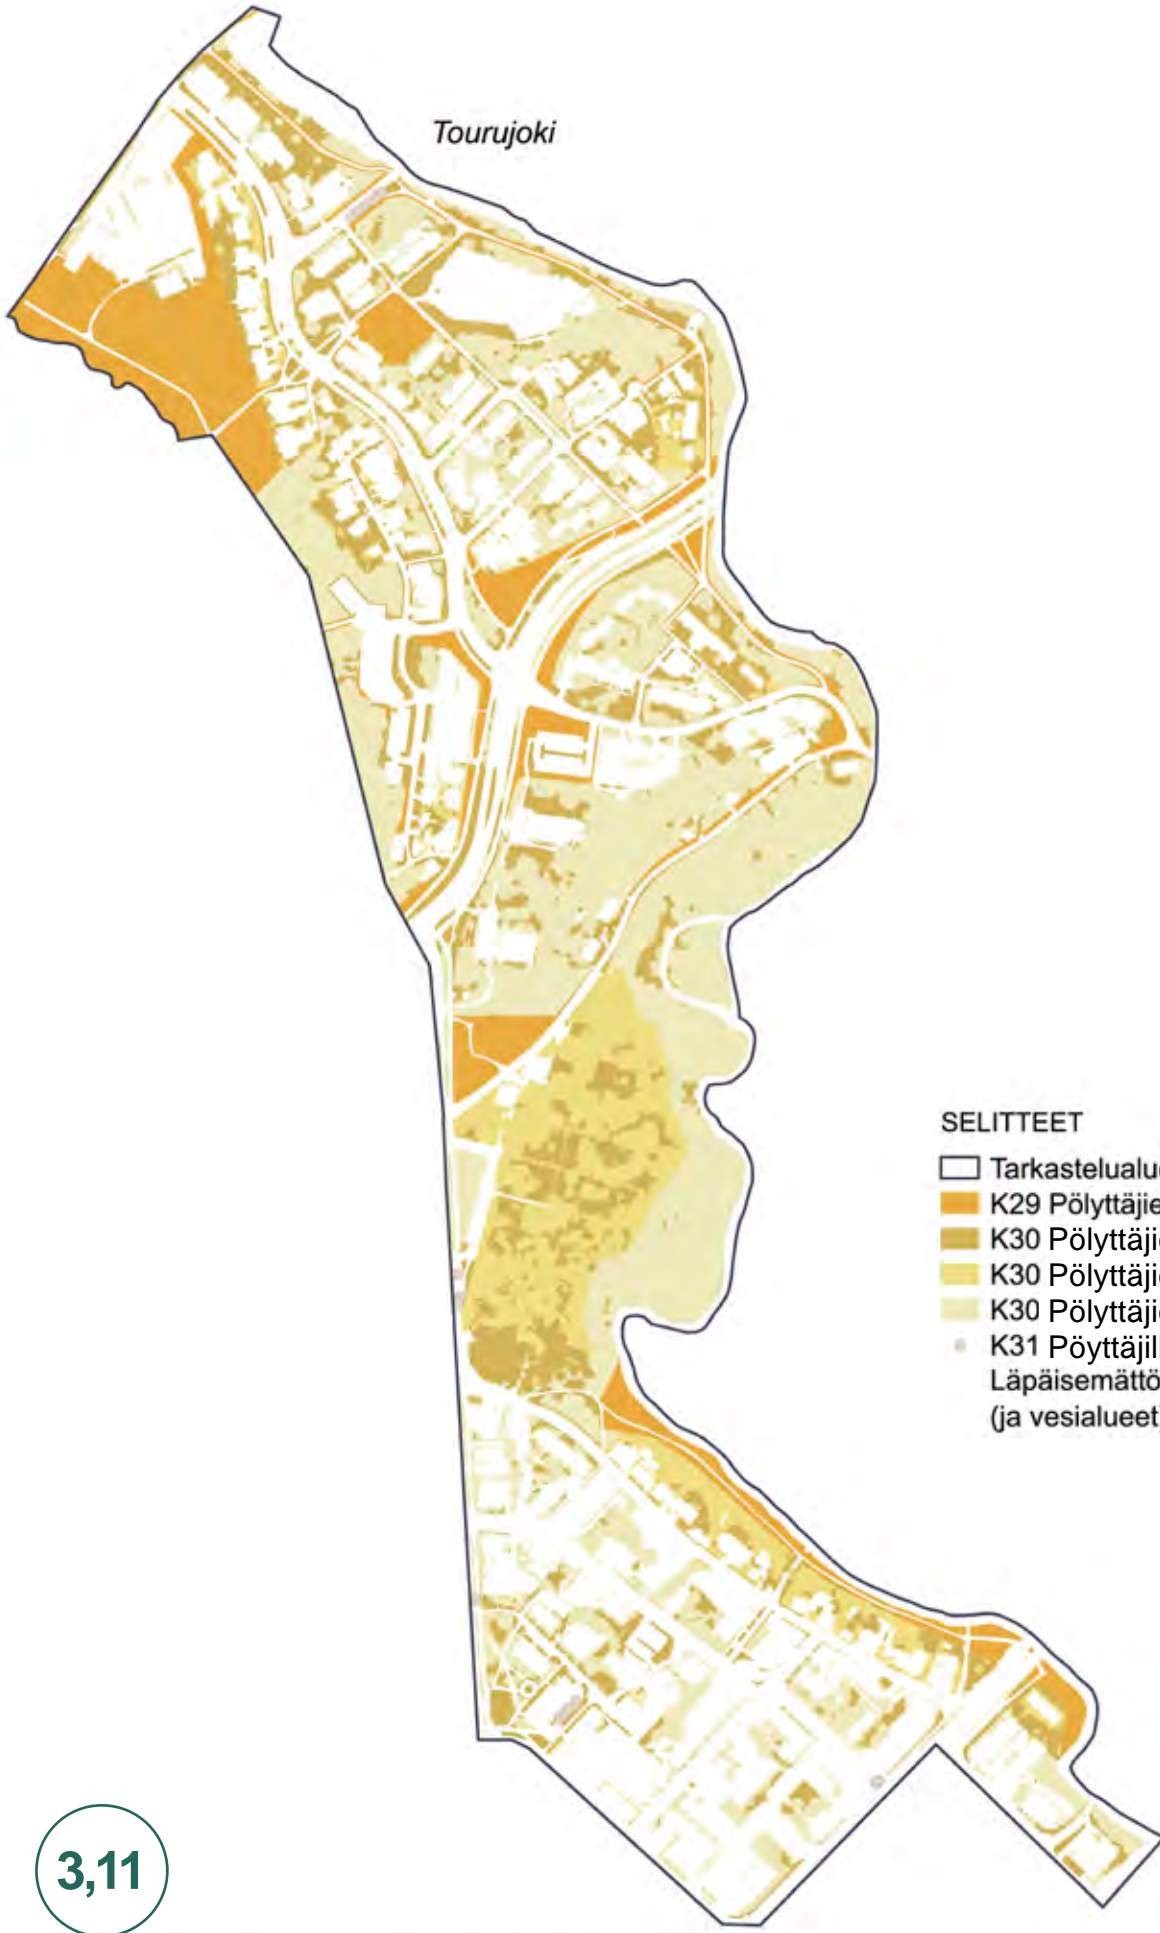 Tourujoki
SELITTEET
Tarkastelualu
K29 Pölyttäjie
K30 Pölyttäji
K30 Pölyttäji
K30 Pölyttäji
K31 Pöyttäjil
Läpäisemättö
(ja vesialueet
3,11